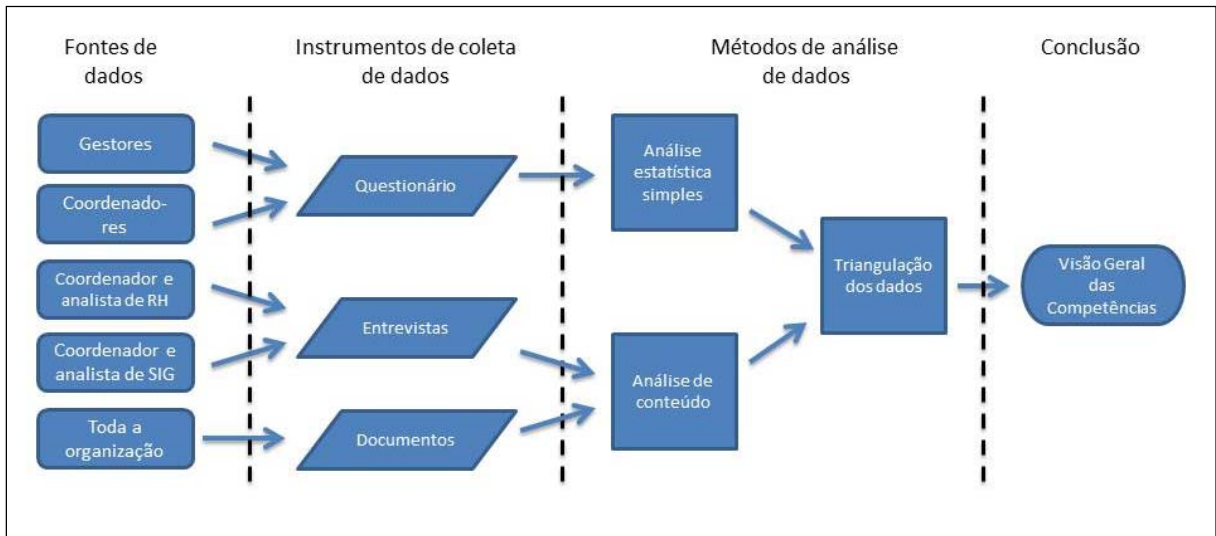 Fontes de
dados
Instrumentos de coleta
de dados
Métodos de análise
de dados
Conclusão
Gestores
Coordenado-
res
Coordenador e
analista de RH
Coordenador e
analista de SIG
Toda a
organização
Questionário
Entrevistas
Documentos
Análise
estatística
simples
Análise de
conteúdo
Triangulação
dos dados
Visão Geral
das
Competências